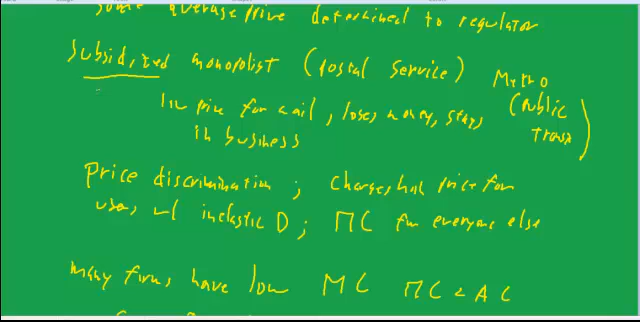 some average price determined to regulator
Subsidized monopolist (postal service) Metro
(public
low price for mail, loses money, stays
transp)
in business
Price discrimination; charges high price for
users w/ inelastic D; MC for everyone else
many firms have low MC MC < AC